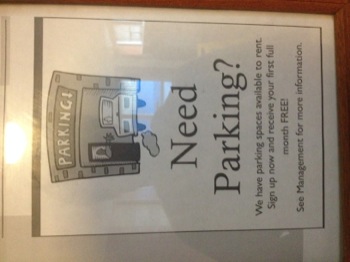 PARKING!
Need
Parking?
We have parking spaces available to rent.
Sign up now and receive your first full
month FREE!
See Management for more information.